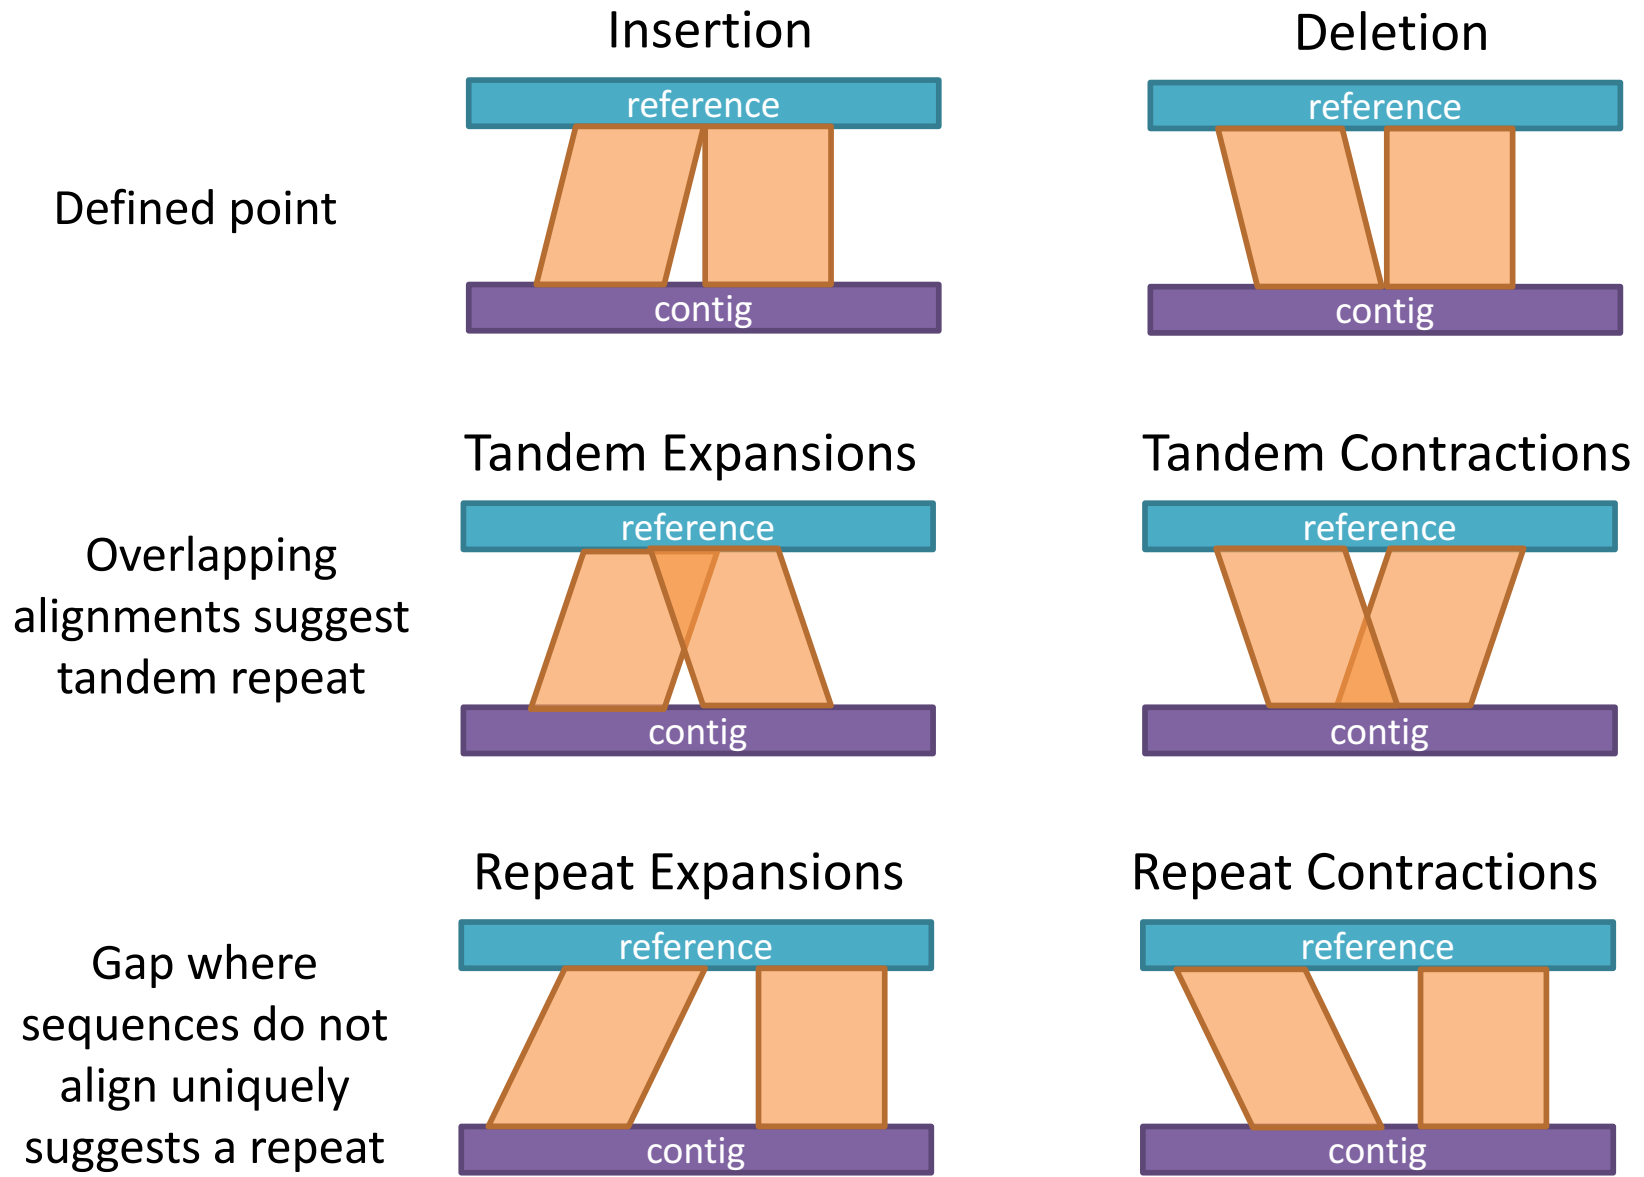 Insertion
Deletion
reference
reference
Defined point
contig
contig
Tandem Expansions
Tandem Contractions
reference
reference
Overlapping
alignments suggest
tandem repeat
contig
contig
Repeat Expansions
Repeat Contractions
reference
reference
Gap where
sequences do not
align uniquely
suggests a repeat
contig
contig